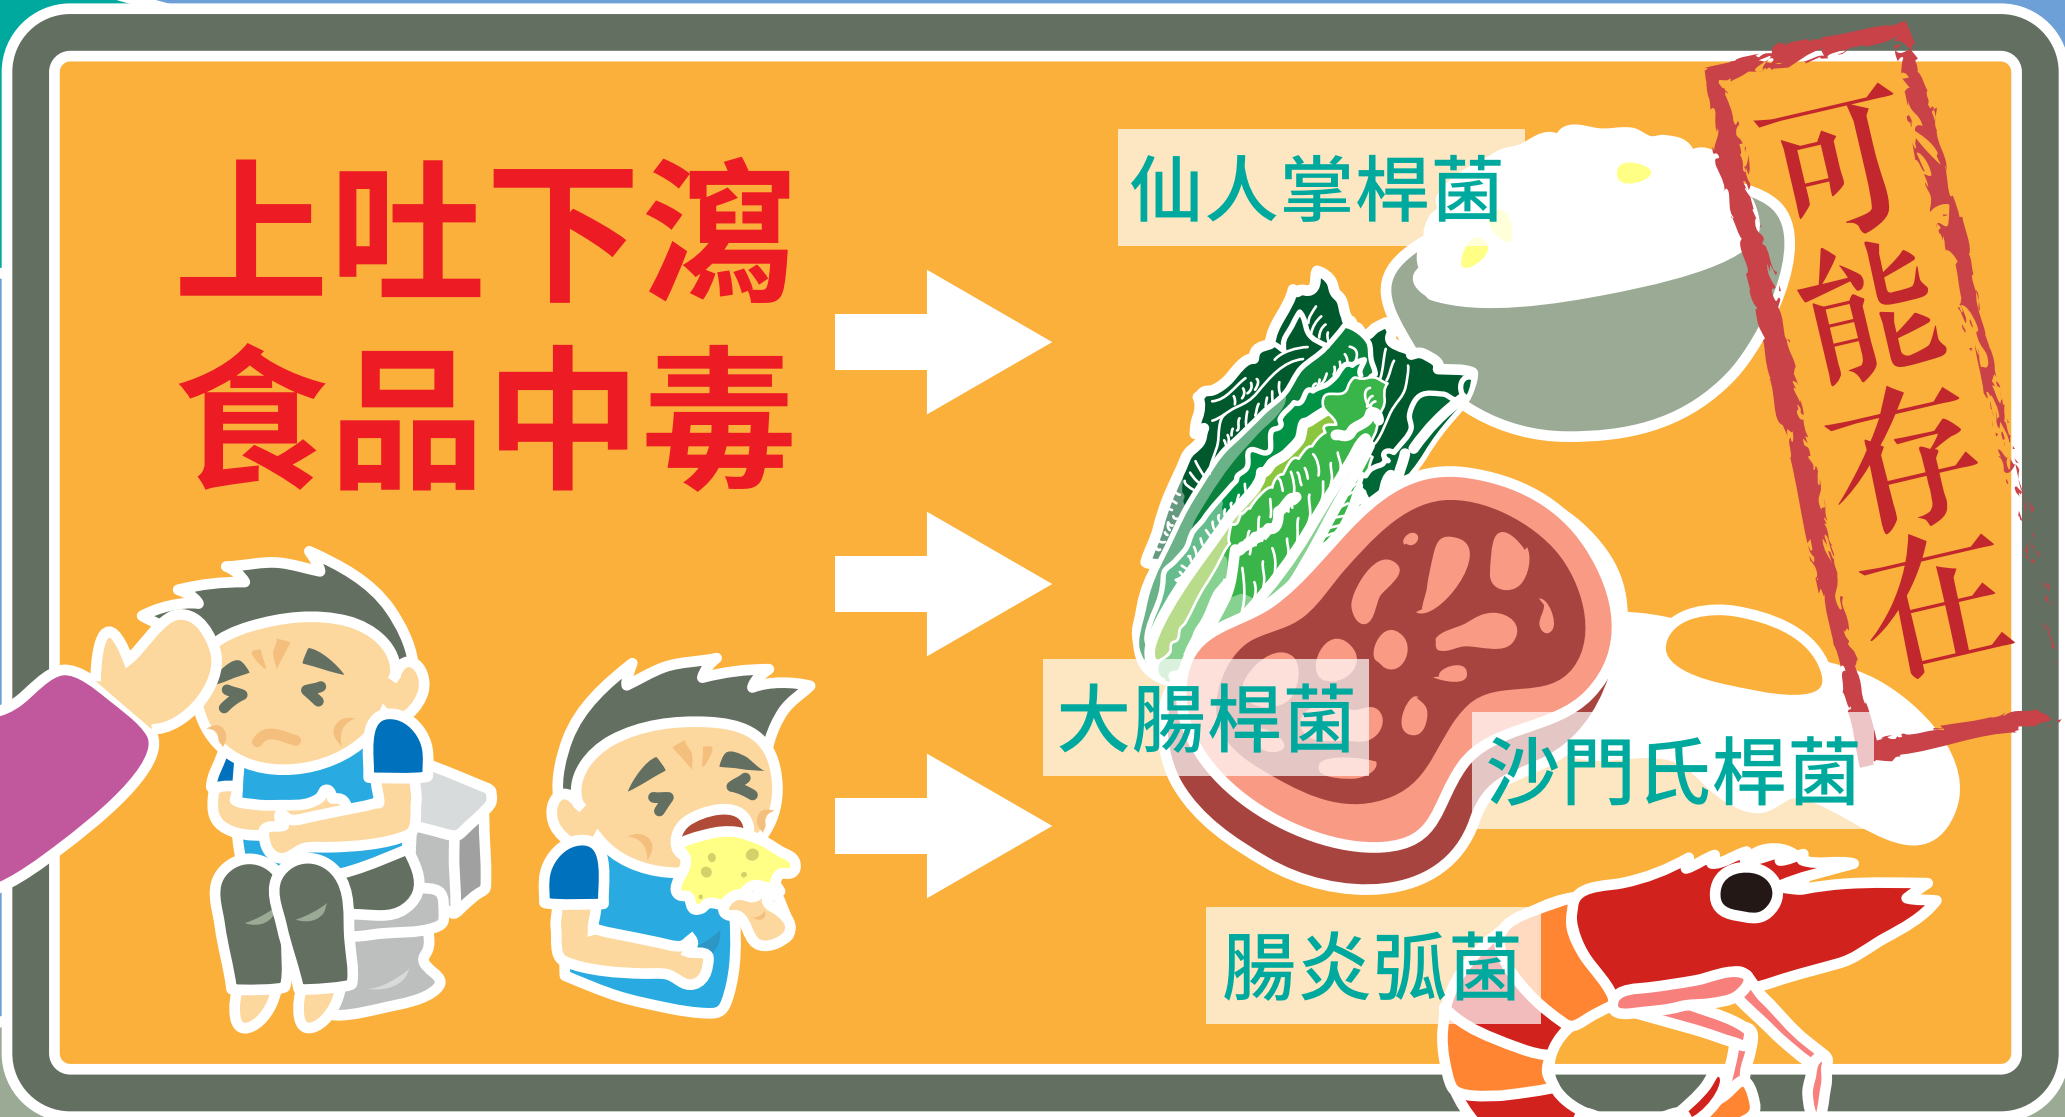 上吐下瀉
食品中毒
仙人掌桿菌
大腸桿菌
沙門氏桿菌
腸炎弧菌
可能存在